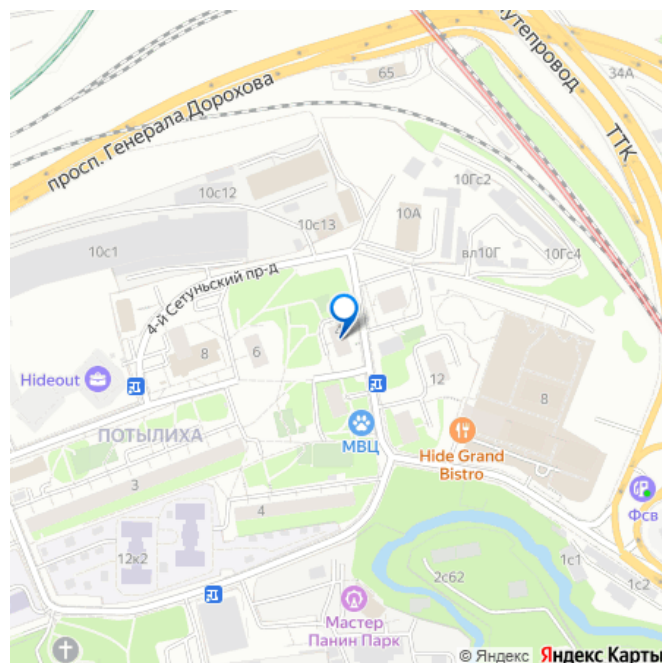 65
утепровод
34А
просп. Генерала Дорохова
ТТК
10с12
10Гс2
10А
10с13
10с1
вл10Г
10Гс4
4-й Сетуньский пр-д
8
6
Hideout
12
8
ПОТЫЛИХА
МВЦ
Hide Grand
Bistro
3
Фсв
4
12к2
1с1
2с62
1с2
Мастер
Панин Парк
© Яндекс Яндекс Карты